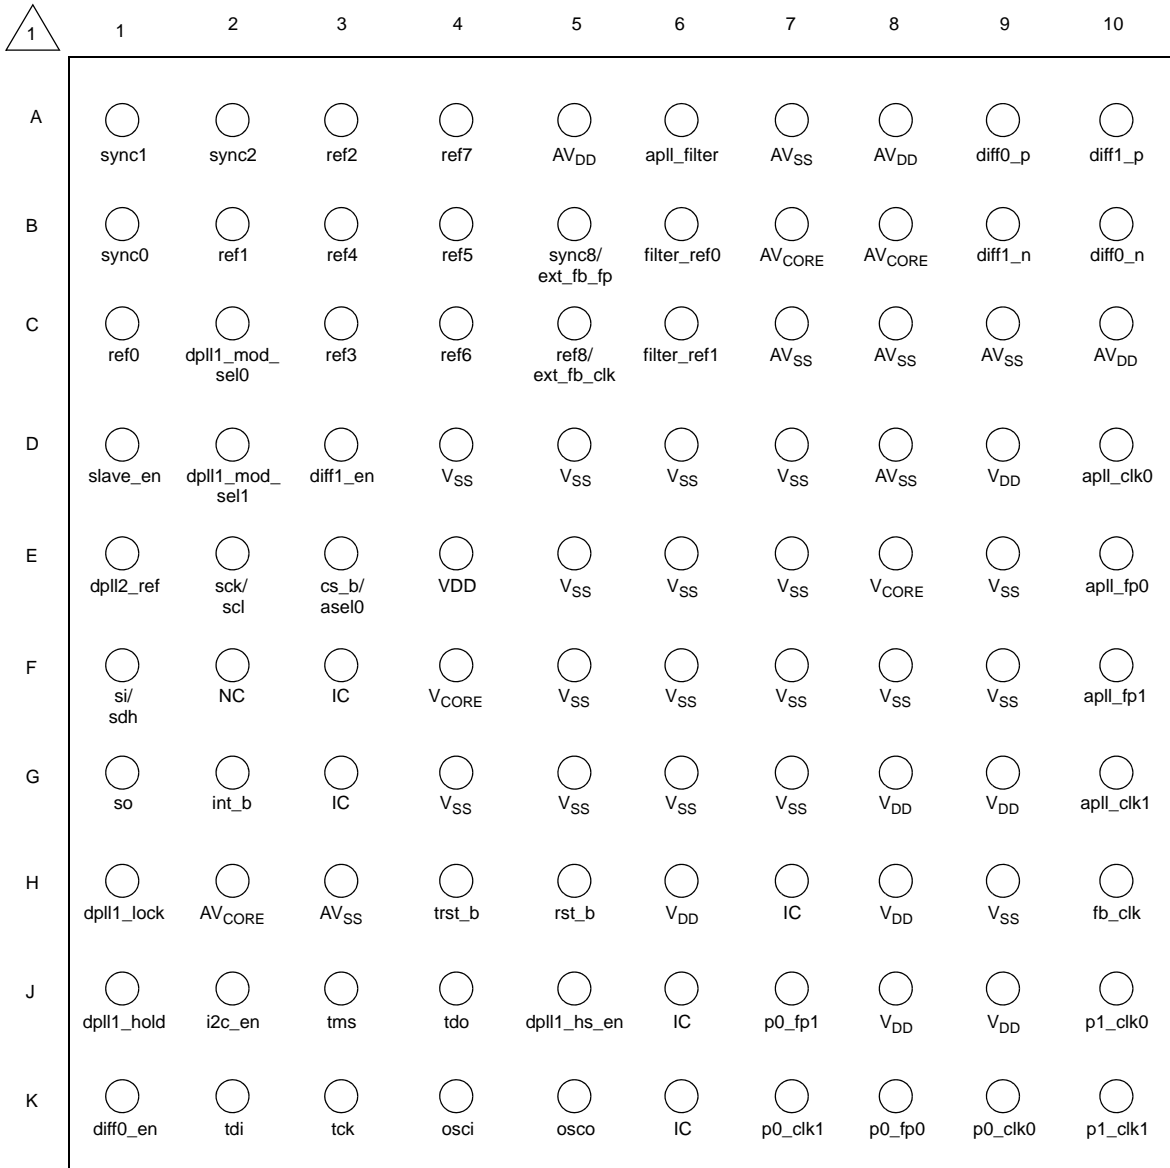 1 1 2 3 4 5 6 7 8 9 10
A
sync1 sync2 ref2 ref7 AVDD apll_filter AVSS AVDD diff0_p diff1_p
B
sync0 ref1 ref4 ref5 sync8/ filter_ref0 AVCORE AVCORE diff1_n diff0_n
ext_fb_fp
C
ref0 dpll1_mod_ ref3 ref6 ref8/ filter_ref1 AVSS AVSS AVSS AVDD
sel0 ext_fb_clk
D
slave_en dpll1_mod_ diff1_en VSS VSS VSS VSS AVSS VDD apll_clk0
sel1
E
dpll2_ref sck/ cs_b/ VDD VSS VSS VSS VCORE VSS apll_fp0
scl asel0
F
si/ NC IC VCORE VSS VSS VSS VSS VSS apll_fp1
sdh
G
so int_b IC VSS VSS VSS VSS VDD VDD apll_clk1
H
dpll1_lock AVCORE AVSS trst_b rst_b VDD IC VDD VSS fb_clk
J
dpll1_hold i2c_en tms tdo dpll1_hs_en IC p0_fp1 VDD VDD p1_clk0
K
diff0_en tdi tck osci osco IC p0_clk1 p0_fp0 p0_clk0 p1_clk1